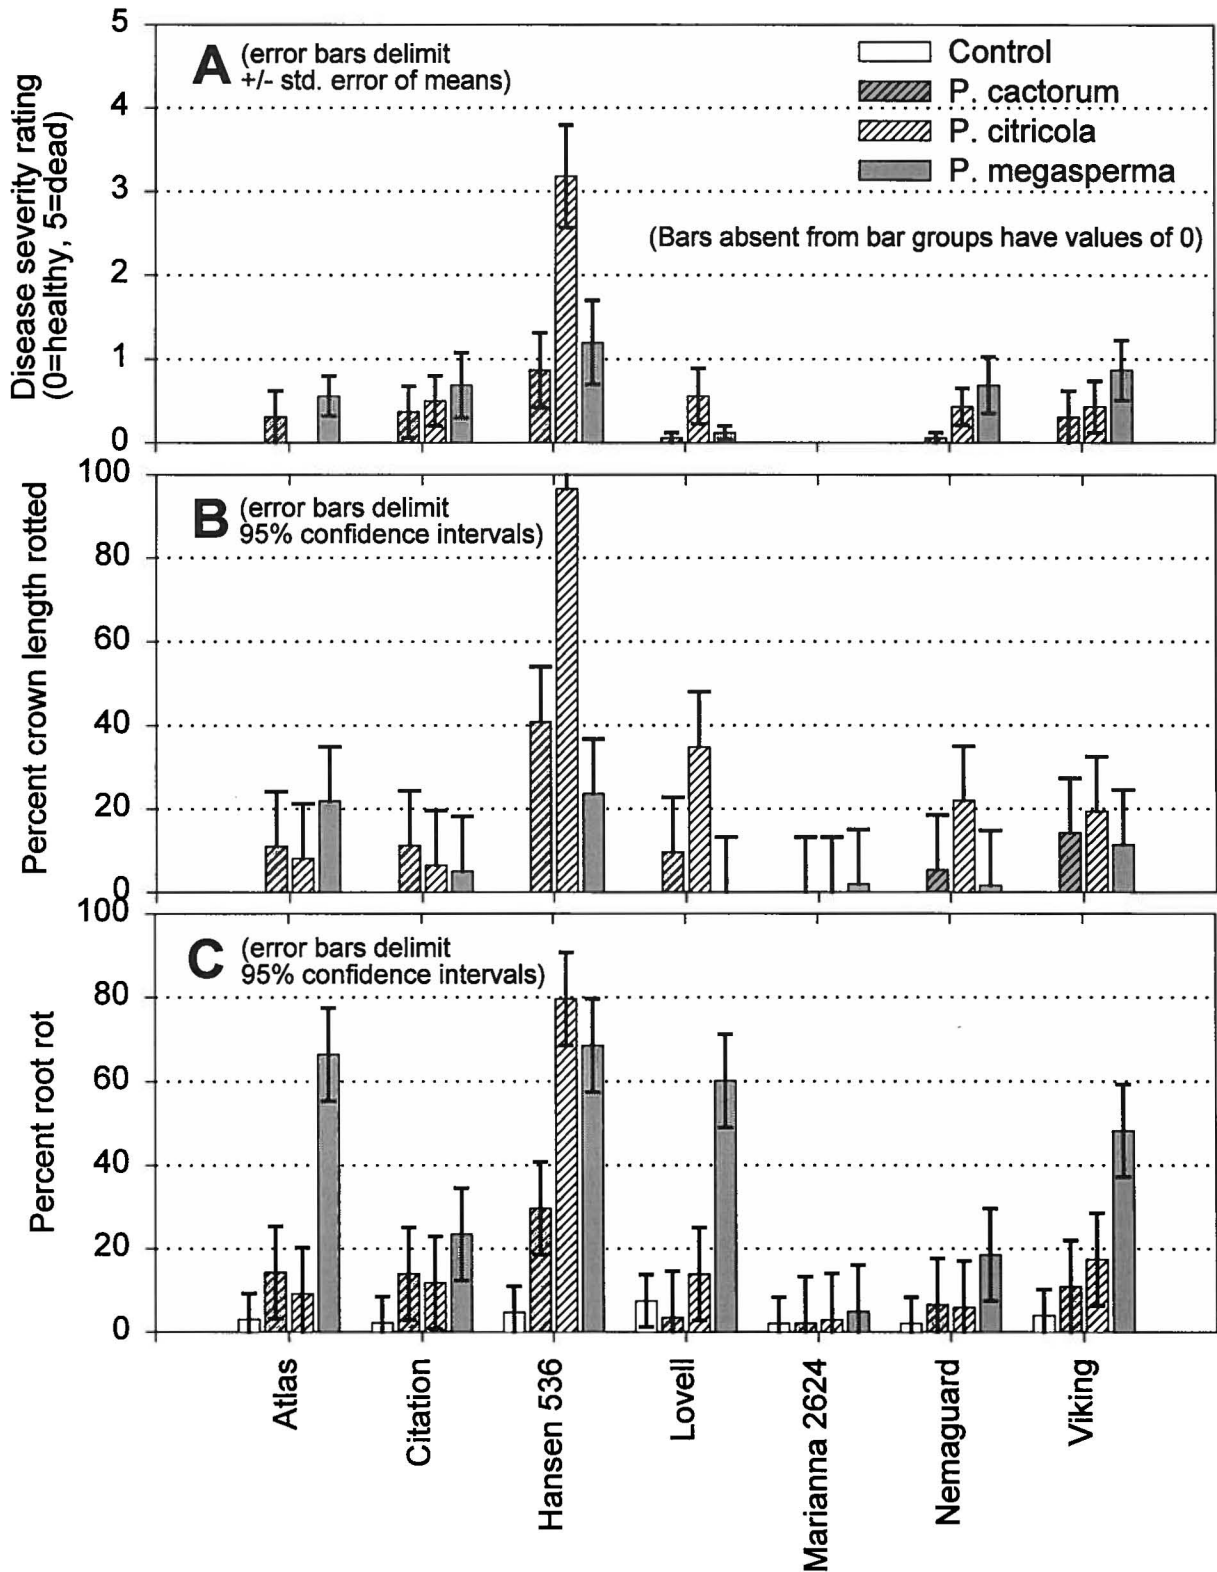 5
A (error bars delimit
+/- std. error of means)
Control
P. cactorum
P. citricola
P. megasperma
(Bars absent from bar groups have values of 0)
Disease severity rating
(0=healthy, 5=dead)
4
3
2
1
0
100
B (error bars delimit
95% confidence intervals)
Percent crown length rotted
80
60
40
20
0
100
C (error bars delimit
95% confidence intervals)
Percent root rot
80
60
40
20
0
Atlas
Citation
Hansen 536
Lovell
Marianna 2624
Nemaguard
Viking